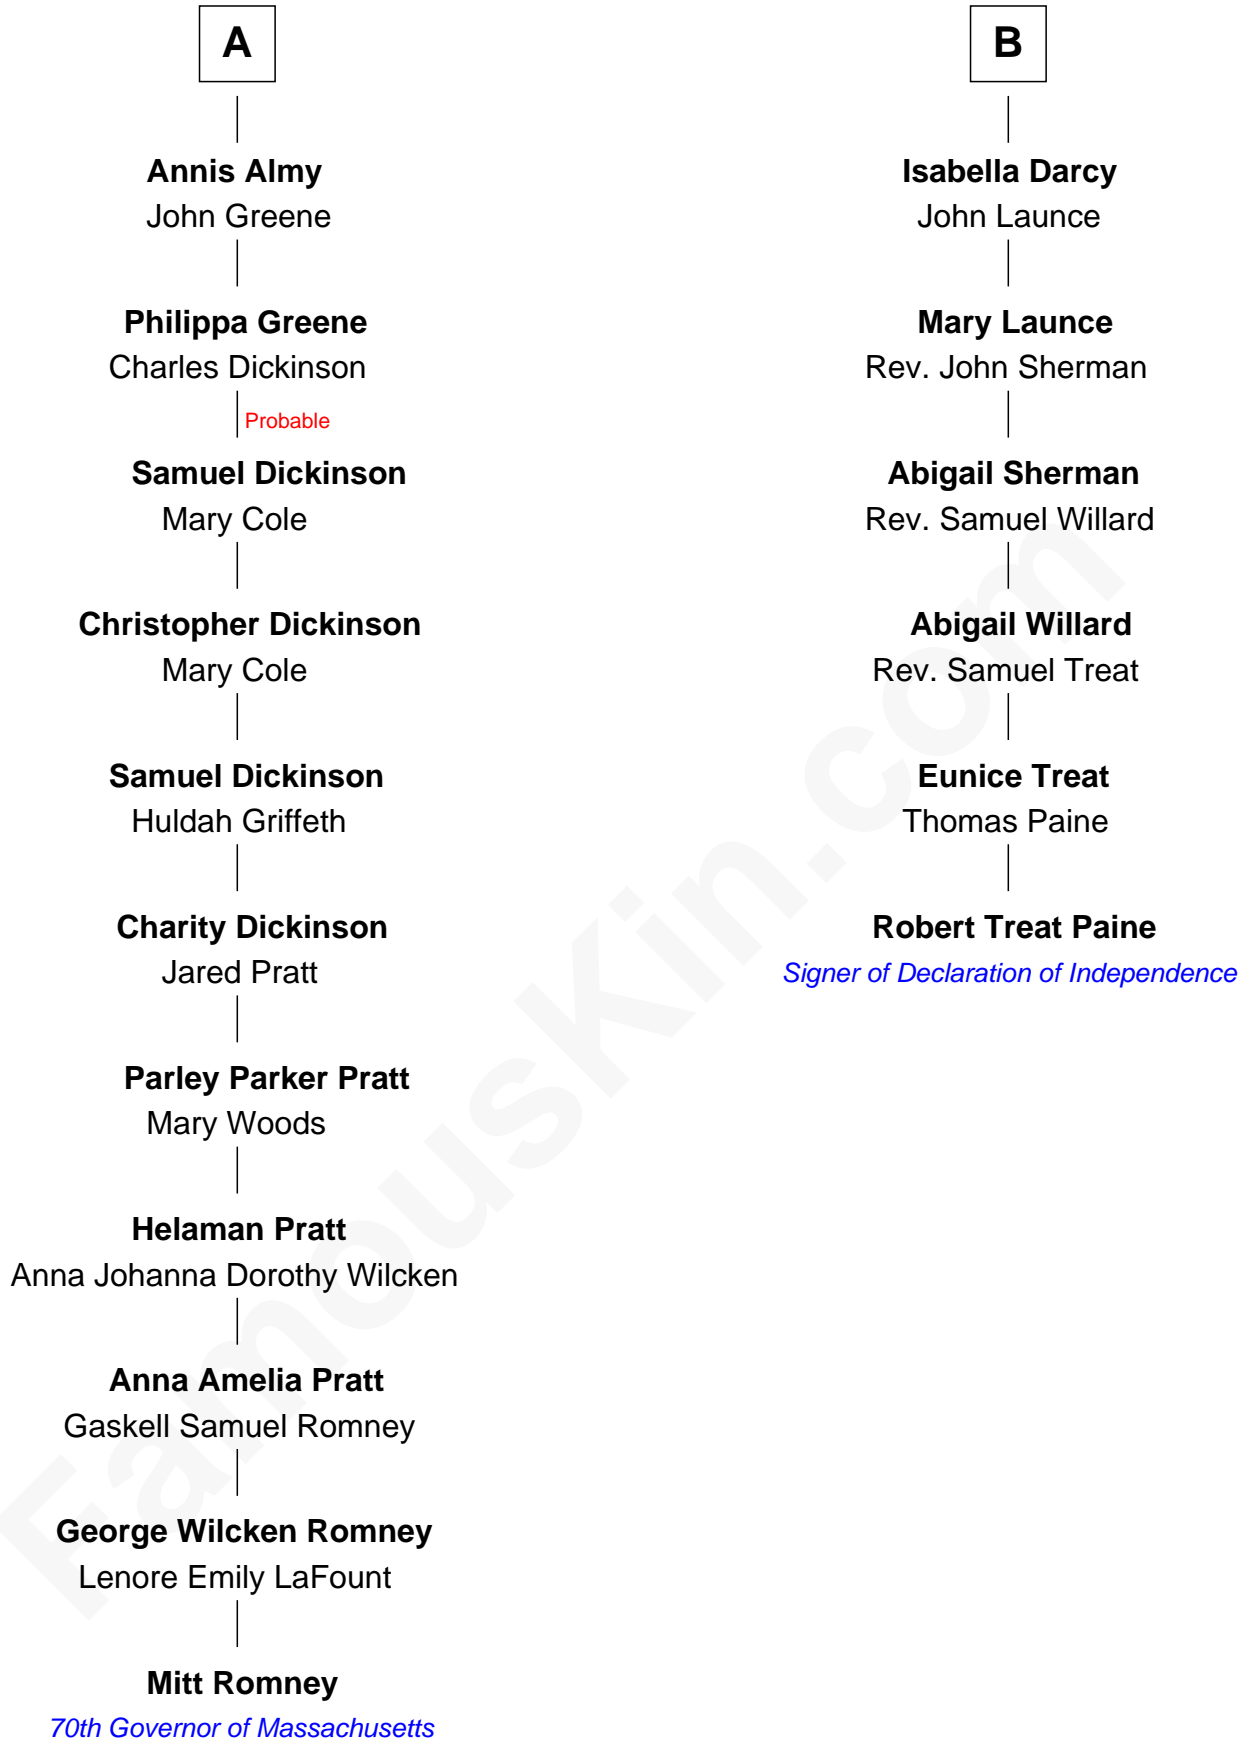 A
Annis Almy
John Greene
Philippa Greene
Charles Dickinson
Probable
Samuel Dickinson
Mary Cole
Christopher Dickinson
Mary Cole
Samuel Dickinson
Huldah Griffeth
Charity Dickinson
Jared Pratt
Parley Parker Pratt
Mary Woods
Helaman Pratt
Anna Johanna Dorothy Wilcken
Anna Amelia Pratt
Gaskell Samuel Romney
George Wilcken Romney
Lenore Emily LaFount
Mitt Romney
70th Governor of Massachusetts
B
Isabella Darcy
John Launce
Mary Launce
Rev. John Sherman
Abigail Sherman
Rev. Samuel Willard
Abigail Willard
Rev. Samuel Treat
Eunice Treat
Thomas Paine
Robert Treat Paine
Signer of Declaration of Independence
FamousKin.com